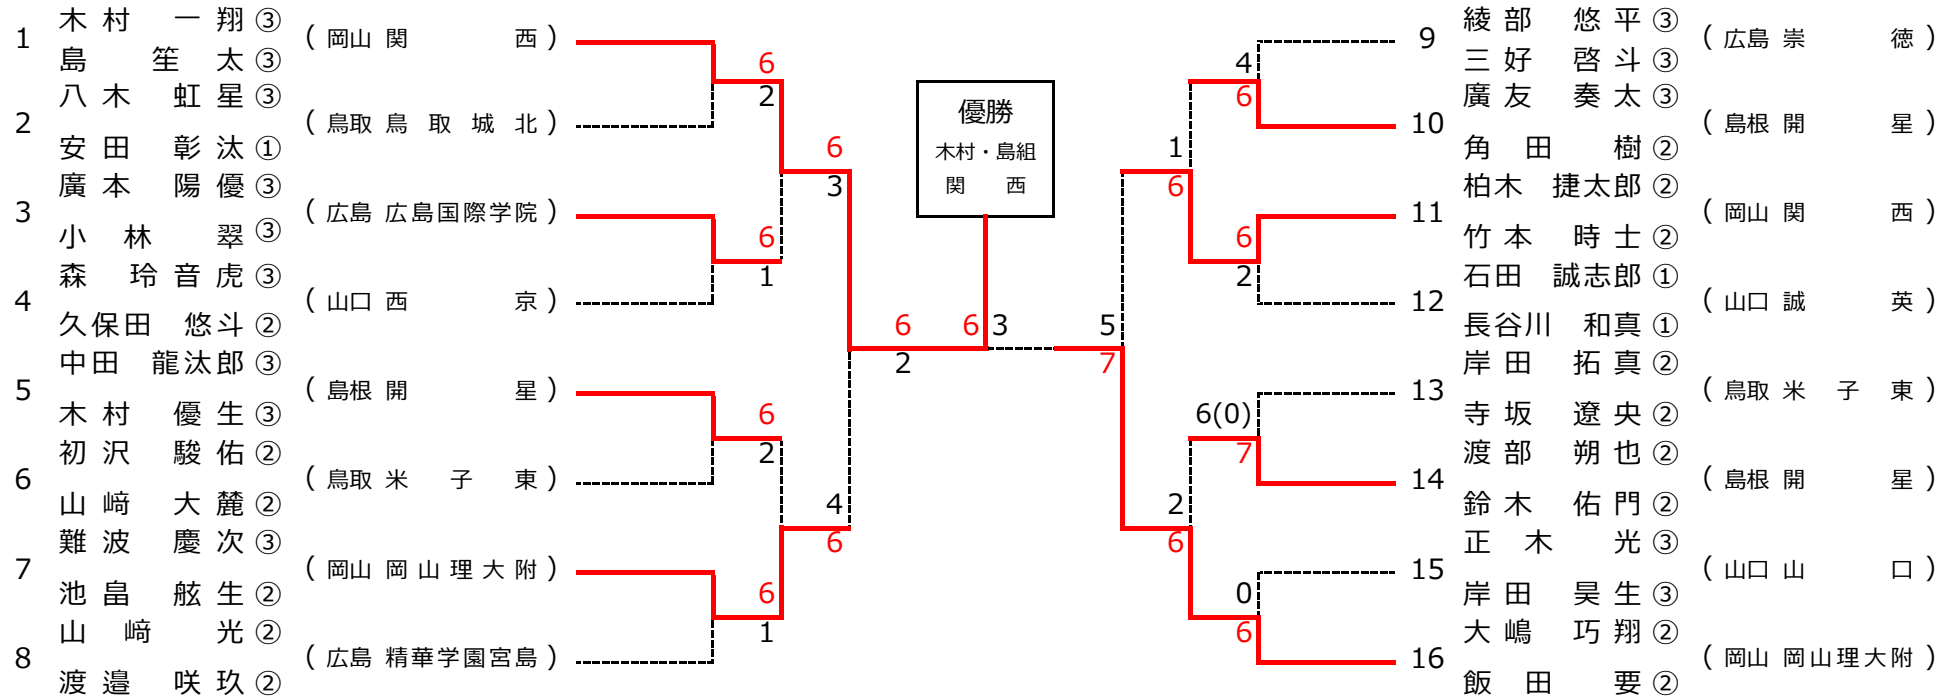 木村 一翔 ③
1 (岡山 関 西)
島 笙太 ③
八木 虹星 ③
2 (鳥取 鳥取城北)
安田 彰汰 ①
廣本 陽優 ③
3 (広島 広島国際学院)
小林 翠 ③
森 玲音虎 ③
4 (山口 西 京)
久保田 悠斗 ②
中田 龍汰郎 ③
5 (島根 開 星)
木村 優生 ③
初沢 駿佑 ②
6 (鳥取 米子東)
山﨑 大麓 ②
難波 慶次 ③
7 (岡山 岡山理大附)
池畠 舷生 ②
山﨑 光 ②
8 (広島 精華学園宮島)
渡邉 咲玖 ②
6
2
6
1
6
2
6
1
6
3
4
6
6
2
優勝
木村・島組
関 西
6 3
5
7
1
6
2
6
4
6
6
2
6(0)
7
0
6
綾部 悠平 ③
9 (広島 崇 徳)
三好 啓斗 ③
廣友 奏太 ③
10 (島根 開 星)
角田 樹 ②
柏木 捷太郎 ②
11 (岡山 関 西)
竹本 時士 ②
石田 誠志郎 ①
12 (山口 誠 英)
長谷川 和真 ①
岸田 拓真 ②
13 (鳥取 米子東)
寺坂 遼央 ②
渡部 朔也 ②
14 (島根 開 星)
鈴木 佑門 ②
正木 光 ③
15 (山口 山 口)
岸田 昊生 ③
大嶋 巧翔 ②
16 (岡山 岡山理大附)
飯田 要 ②